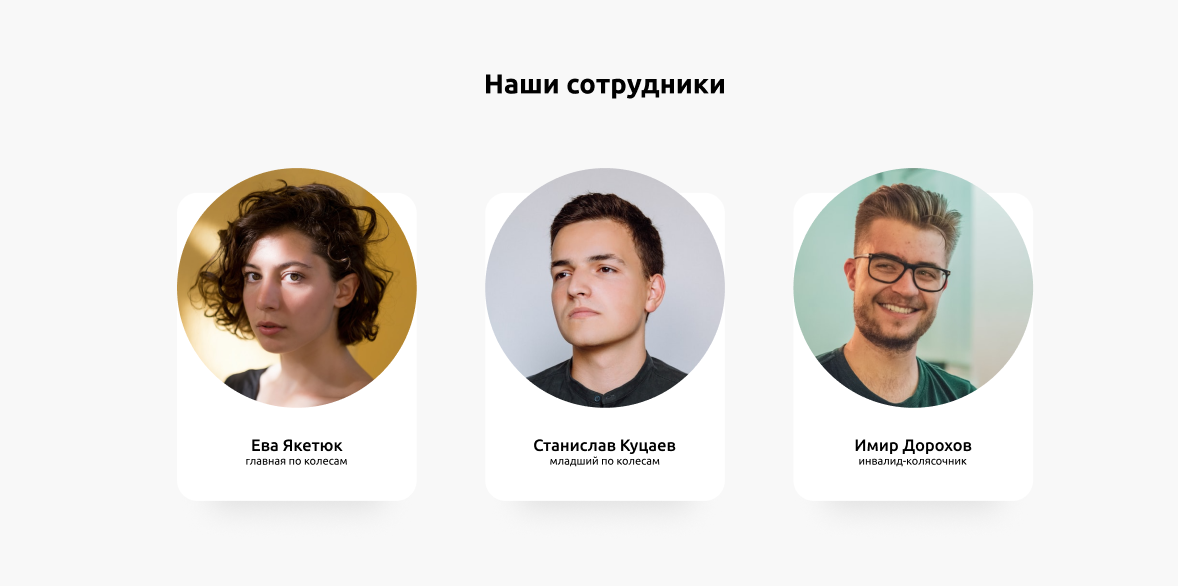 Наши сотрудники
Ева Якетюк
главная по колесам
Станислав Куцаев
младший по колесам
Имир Дорохов
инвалид-колясочник